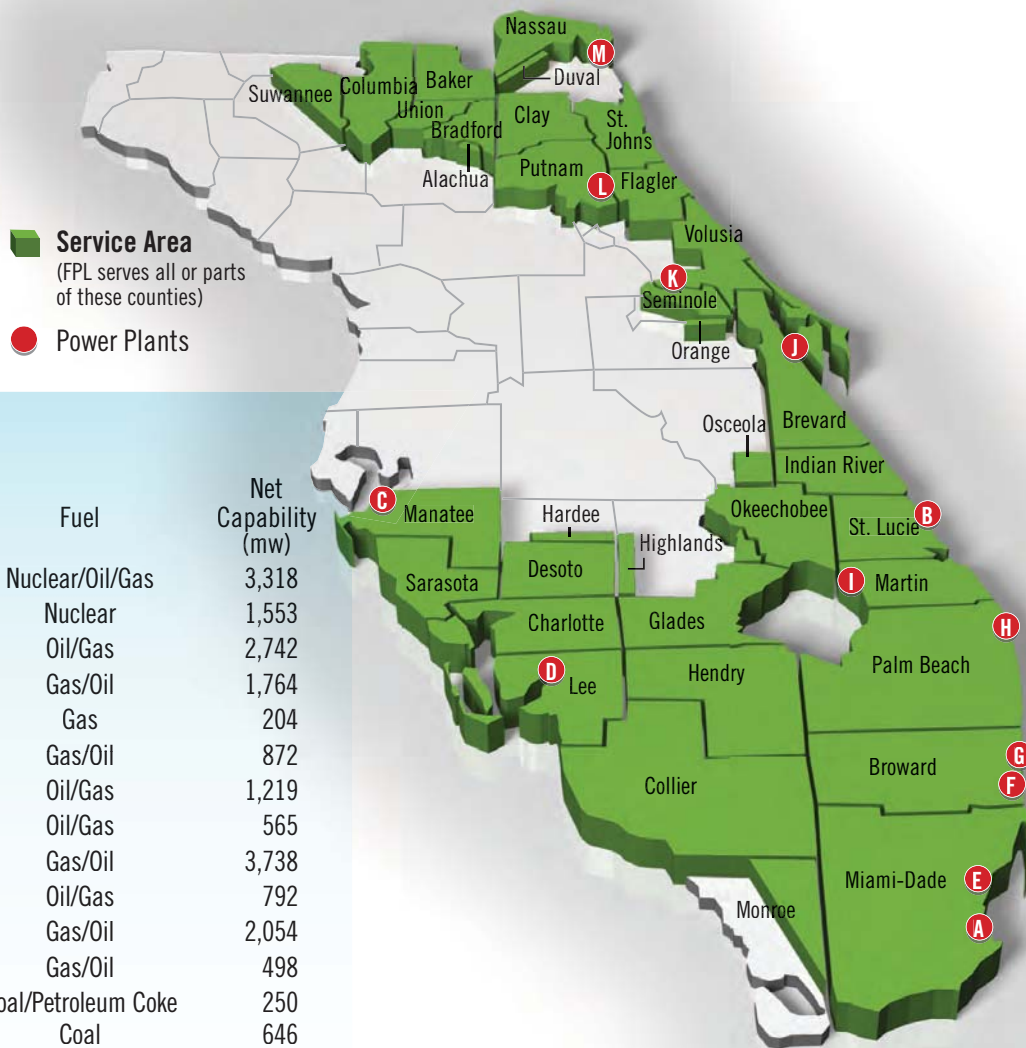 Nassau
M
Duval
Suwannee
Columbia
Baker
Union
Bradford
Clay
St.
Johns
Alachua
Putnam
L
Flagler
Volusia
K
Seminole
Orange
J
Service Area
(FPL serves all or parts
of these counties)
Power Plants
Osceola
Brevard
Indian River
C
Manatee
Hardee
Highlands
Okeechobee
St. Lucie
B
Sarasota
Desoto
I
Martin
Charlotte
Glades
H
D
Lee
Hendry
Palm Beach
G
Broward
F
Collier
Miami-Dade
E
Monroe
A
Fuel
Net
Capability
(mw)
Nuclear/Oil/Gas 3,318
Nuclear 1,553
Oil/Gas 2,742
Gas/Oil 1,764
Gas 204
Gas/Oil 872
Oil/Gas 1,219
Oil/Gas 565
Gas/Oil 3,738
Oil/Gas 792
Gas/Oil 2,054
Gas/Oil 498
oal/Petroleum Coke 250
Coal 646